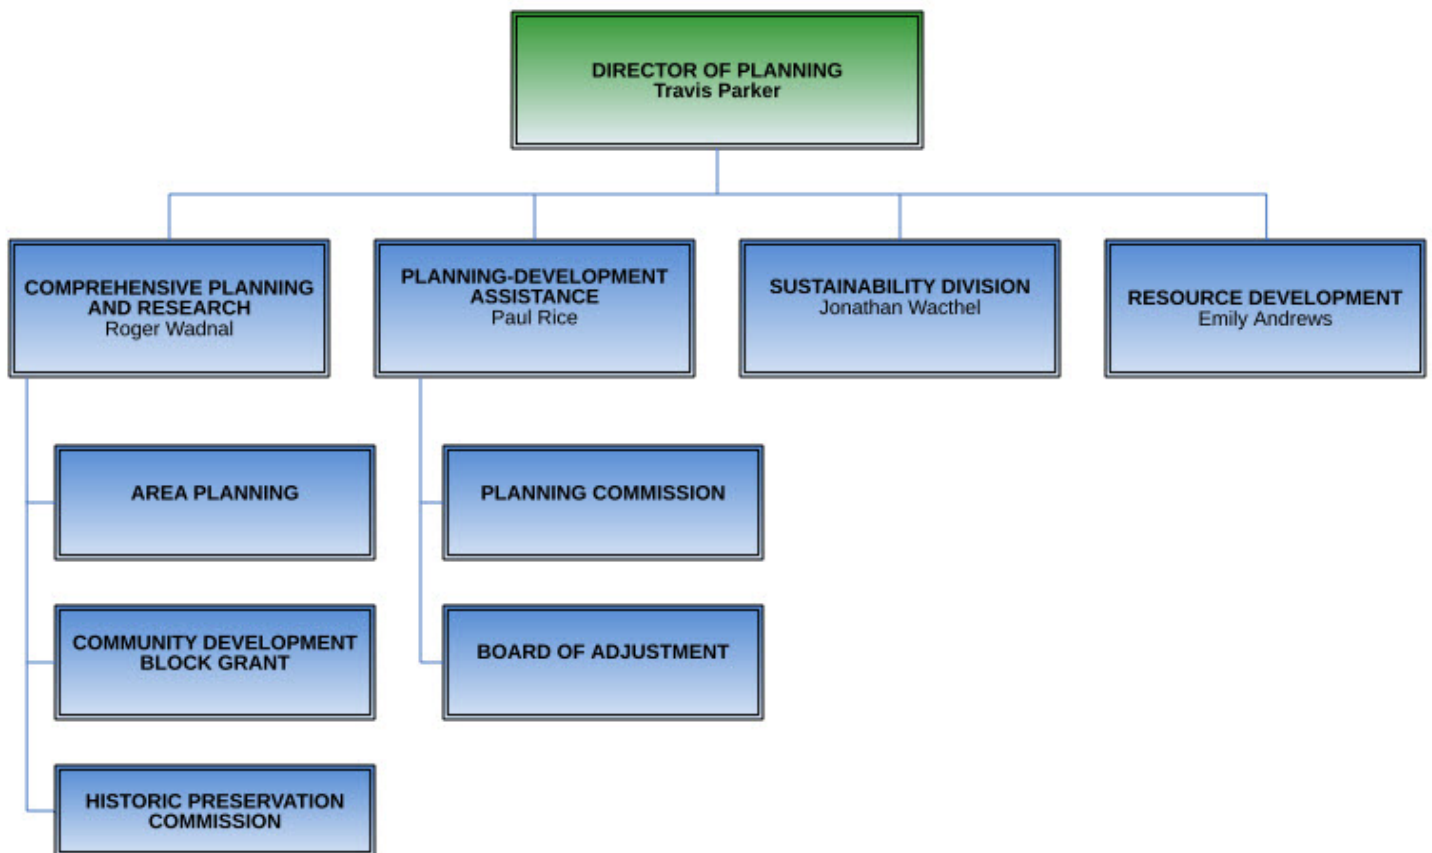 DIRECTOR OF PLANNING
Travis Parker
COMPREHENSIVE PLANNING
AND RESEARCH
Roger Wadnal
PLANNING-DEVELOPMENT
ASSISTANCE
Paul Rice
SUSTAINABILITY DIVISION
Jonathan Wacthel
RESOURCE DEVELOPMENT
Emily Andrews
AREA PLANNING
PLANNING COMMISSION
COMMUNITY DEVELOPMENT
BLOCK GRANT
BOARD OF ADJUSTMENT
HISTORIC PRESERVATION
COMMISSION